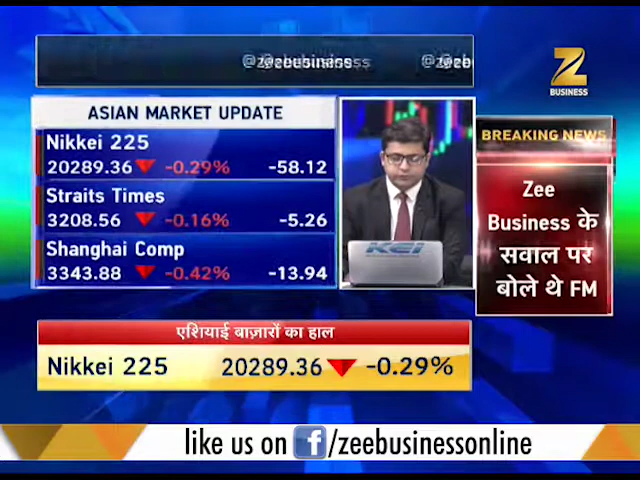 @zeebusiness @zeebu
Z
BUSINESS
ASIAN MARKET UPDATE
Nikkei 225
20289.36 -0.29% -58.12
Straits Times
3208.56 -0.16% -5.26
Shanghai Comp
3343.88 -0.42% -13.94
KEI
BREAKING NEWS
Zee
Business के
सवाल पर
बोले थे FM
एशियाई बाज़ारों का हाल
Nikkei 225 20289.36 -0.29%
like us on f/zeebusinessonline